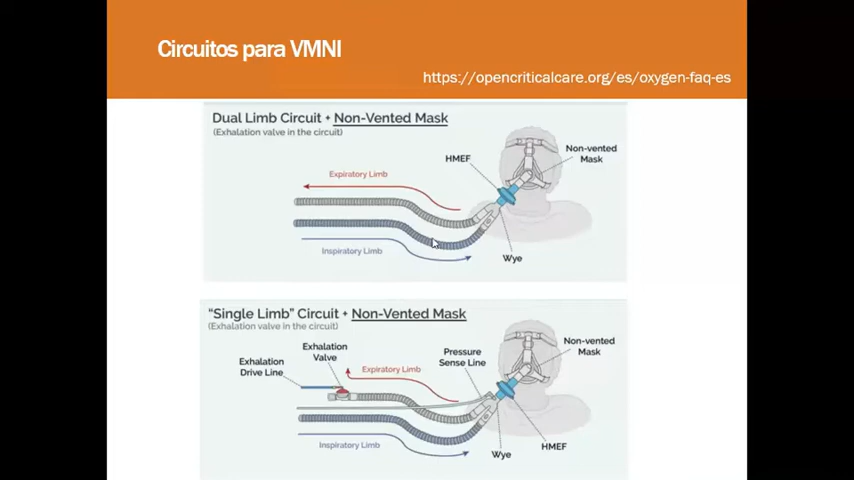 Circuitos para VMNI
https://opencriticalcare.org/es/oxygen-faq-es
Dual Limb Circuit + Non-Vented Mask
(Exhalation valve in the circuit)
HMEF
Non-vented
Mask
Expiratory Limb
Inspiratory Limb
Wye
“Single Limb” Circuit + Non-Vented Mask
(Exhalation valve in the circuit)
Exhalation
Valve
Exhalation
Drive Line
Expiratory Limb
Pressure
Sense Line
Non-vented
Mask
Inspiratory Limb
Wye
HMEF